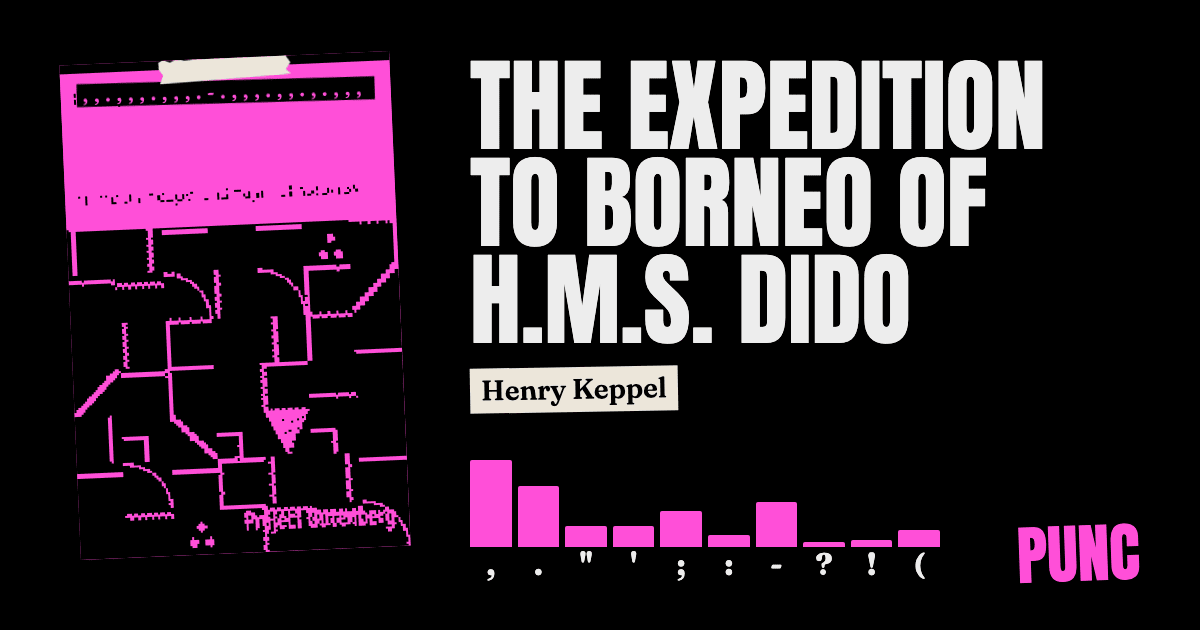 THE EXPEDITION
TO BORNEO OF
H.M.S. DIDO
Henry Keppel
, . " ' ; : - ? ! (
PUNC
Project Gutenberg